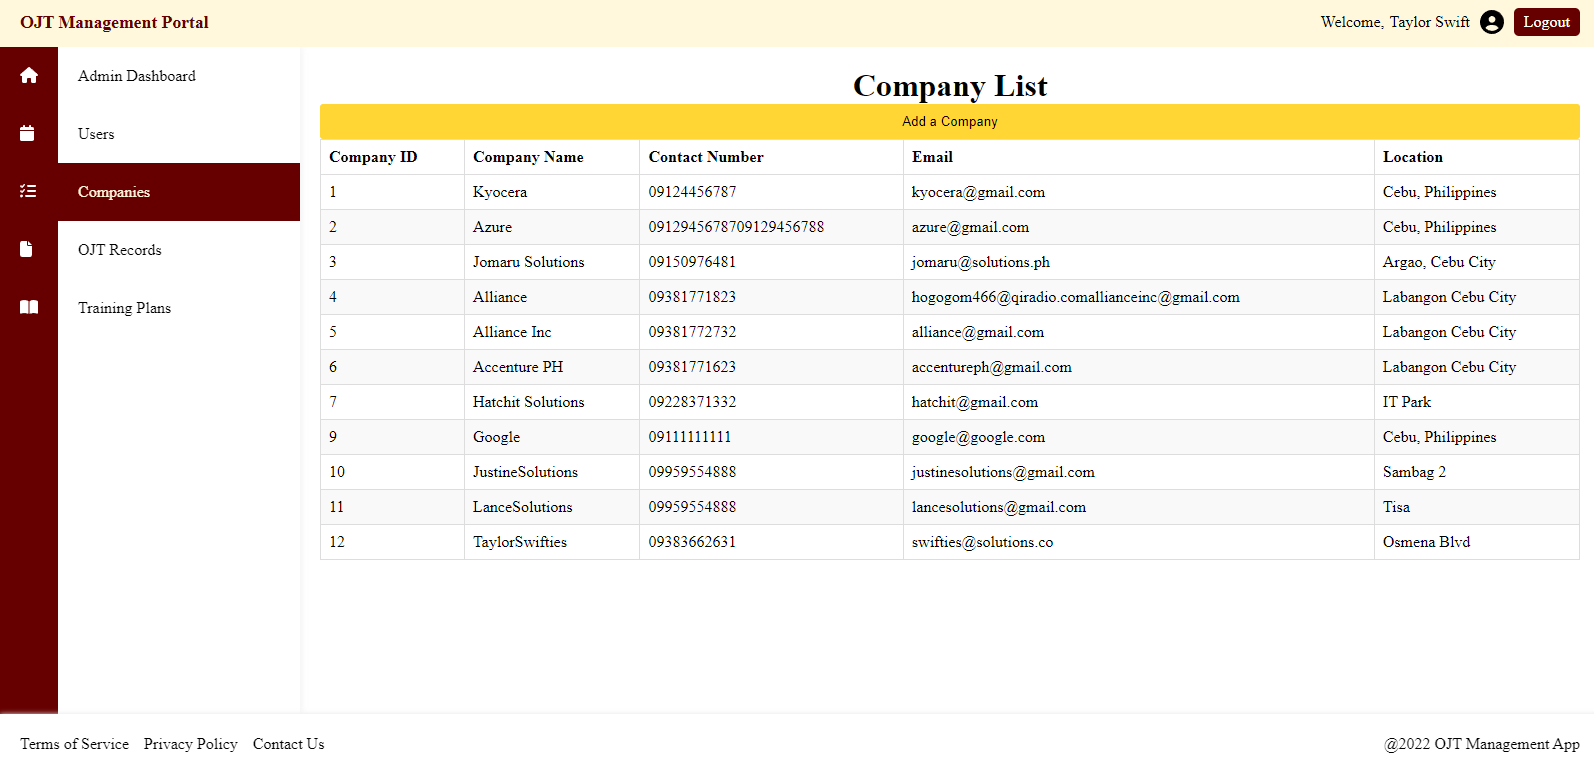 OJT Management Portal
Welcome, Taylor Swift
Logout
Admin Dashboard
Users
Companies
OJT Records
Training Plans
Company List
Add a Company
Company ID Company Name Contact Number Email Location
1 Kyocera 09124456787 kyocera@gmail.com Cebu, Philippines
2 Azure 0912945678709129456788 azure@gmail.com Cebu, Philippines
3 Jomaru Solutions 09150976481 jomaru@solutions.ph Argao, Cebu City
4 Alliance 09381771823 hogogom466@qiradio.comallianceinc@gmail.com Labangon Cebu City
5 Alliance Inc 09381772732 alliance@gmail.com Labangon Cebu City
6 Accenture PH 09381771623 accentureph@gmail.com Labangon Cebu City
7 Hatchit Solutions 09228371332 hatchit@gmail.com IT Park
9 Google 09111111111 google@google.com Cebu, Philippines
10 JustineSolutions 09959554888 justinesolutions@gmail.com Sambag 2
11 LanceSolutions 09959554888 lancesolutions@gmail.com Tisa
12 TaylorSwifties 09383662631 swifties@solutions.co Osmena Blvd
Terms of Service Privacy Policy Contact Us
@2022 OJT Management App